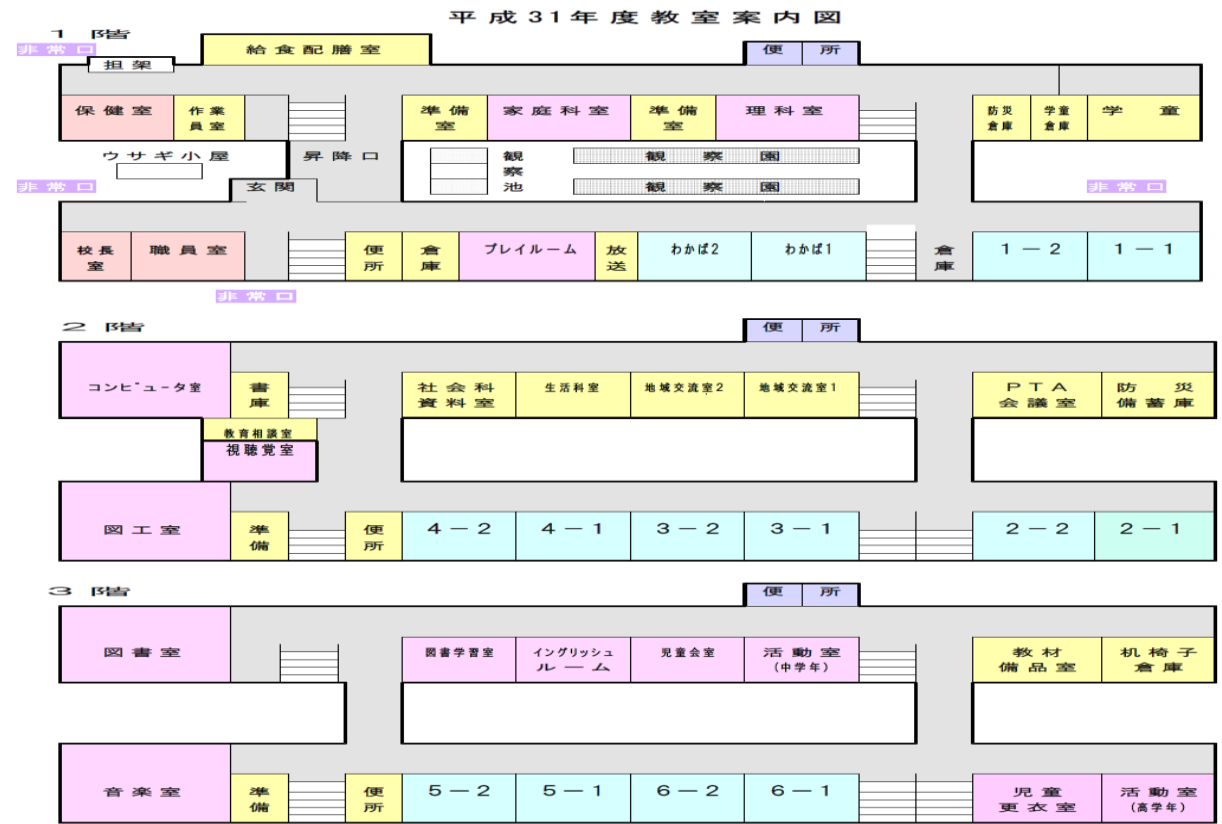 平成31年度教室案内図
1 階
非常口
担架
給食配膳室
便 所
保健室
作業
員室
準備
室
家庭科室
準備
室
理科室
防災
倉庫
学童
倉庫
学 童
ウサギ小屋
昇降口
観
察
池
観 察 園
観 察 園
非常口
玄関
非常口
校長
室
職員室
便
所
倉
庫
プレイルーム
放
送
わかば2
わかば1
倉
庫
1－2
1－1
非常口
2 階
便 所
コンピュータ室
書
庫
社会科
資料室
生活科室
地域交流室2
地域交流室1
PTA
会議室
防 災
備蓄庫
教育相談室
視聴覚室
図工室
準
備
便
所
4－2
4－1
3－2
3－1
2－2
2－1
3 階
便 所
図書室
図書学習室
イングリッシュ
ルーム
児童会室
活動室
(中学年)
教材
備品室
机椅子
倉庫
音楽室
準
備
便
所
5－2
5－1
6－2
6－1
児童
更衣室
活動室
(高学年)